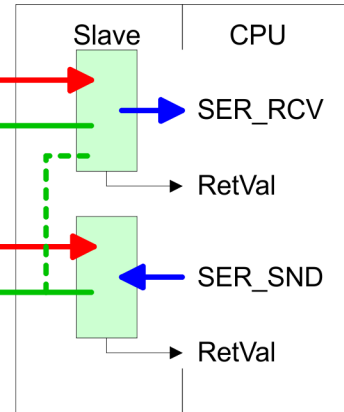 Slave CPU
SER_RCV
RetVal
SER_SND
RetVal